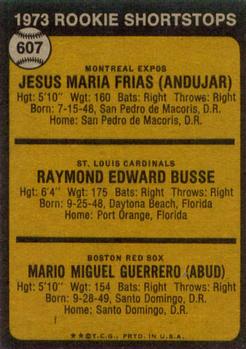 1973 ROOKIE SHORTSTOPS
607
MONTREAL EXPOS
JESUS MARIA FRIAS (ANDUJAR)
Hgt: 5'10" Wgt: 160 Bats: Right Throws: Right
Born: 7-15-48, San Pedro de Macoris, D.R.
Home: San Pedro de Macoris, D.R.
ST. LOUIS CARDINALS
RAYMOND EDWARD BUSSE
Hgt: 6'4" Wgt: 175 Bats: Right Throws: Right
Born: 9-25-48, Daytona Beach, Florida
Home: Port Orange, Florida
BOSTON RED SOX
MARIO MIGUEL GUERRERO (ABUD)
Hgt: 5'10" Wgt: 154 Bats: Right Throws: Right
Born: 9-28-49, Santo Domingo, D.R.
Home: Santo Domingo, D.R.
★★©T.C.G. PRTD. IN U.S.A.